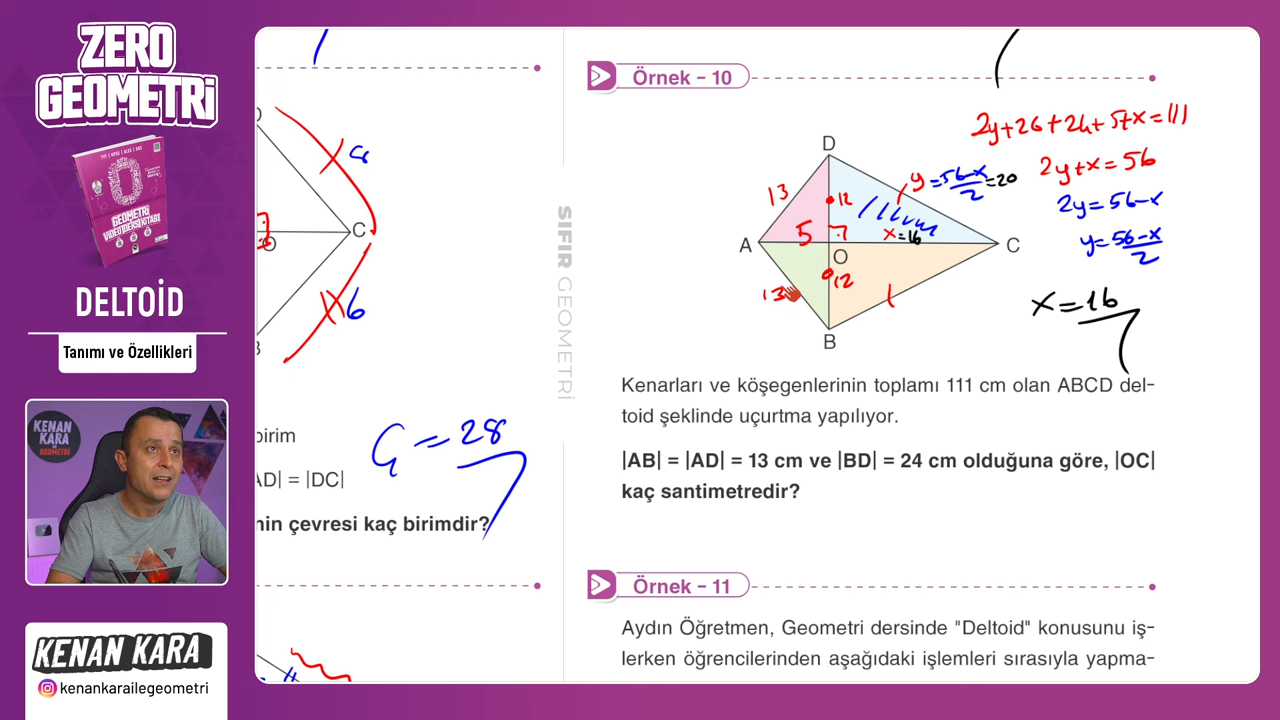 ZERO
GEOMETRİ
GEOMETRİ
VİDEO DERS KİTABI
DELTOİD
Tanımı ve Özellikleri
KENAN
KARA
GEOMETRİ
KENAN KARA
kenankarailegeometri
C
6
birim
AD| = |DC|
nin çevresi kaç birimdir?
Ç = 28
SIFIR GEOMETRİ
Örnek - 10
D
A
O
C
B
13
12
5
x=16
12
13
y = 56-x/2 = 20
2y+26+24+5+x=111
2y+x=56
2y=56-x
y=56-x/2
x=16
Kenarları ve köşegenlerinin toplamı 111 cm olan ABCD del-
toid şeklinde uçurtma yapılıyor.
|AB| = |AD| = 13 cm ve |BD| = 24 cm olduğuna göre, |OC|
kaç santimetredir?
Örnek - 11
Aydın Öğretmen, Geometri dersinde "Deltoid" konusunu iş-
lerken öğrencilerinden aşağıdaki işlemleri sırasıyla yapma-